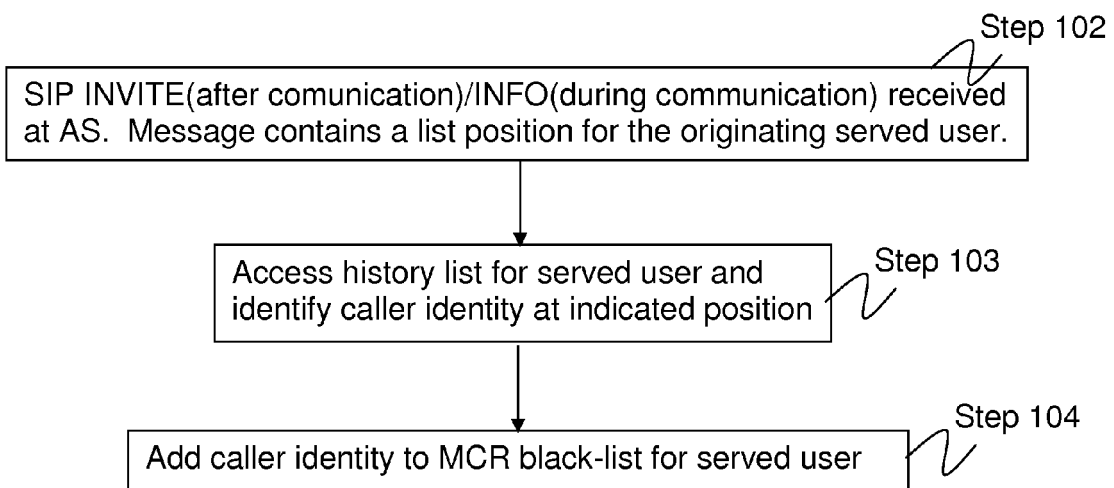 Step 102
SIP INVITE(after comunication)/INFO(during communication) received
at AS. Message contains a list position for the originating served user.
Step 103
Access history list for served user and
identify caller identity at indicated position
Step 104
Add caller identity to MCR black-list for served user